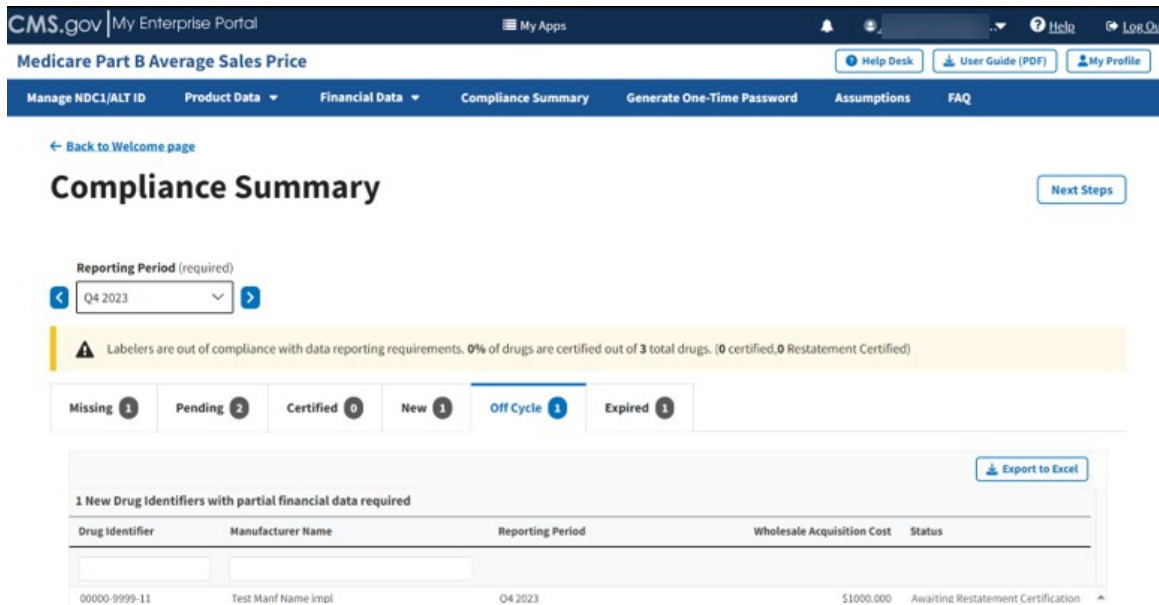 CMS.gov My Enterprise Portal My Apps Help Log Ou
Medicare Part B Average Sales Price Help Desk User Guide (PDF) My Profile
Manage NDC1/ALT ID Product Data Financial Data Compliance Summary Generate One-Time Password Assumptions FAQ
← Back to Welcome page
Compliance Summary Next Steps
Reporting Period (required)
Q4 2023
Labelers are out of compliance with data reporting requirements. 0% of drugs are certified out of 3 total drugs. (0 certified,0 Restatement Certified)
Missing 1 Pending 2 Certified 0 New 1 Off Cycle 1 Expired 1
Export to Excel
1 New Drug Identifiers with partial financial data required
Drug Identifier Manufacturer Name Reporting Period Wholesale Acquisition Cost Status
00000-9999-11 Test Manf Name impl Q4 2023 $1000.000 Awaiting Restatement Certification